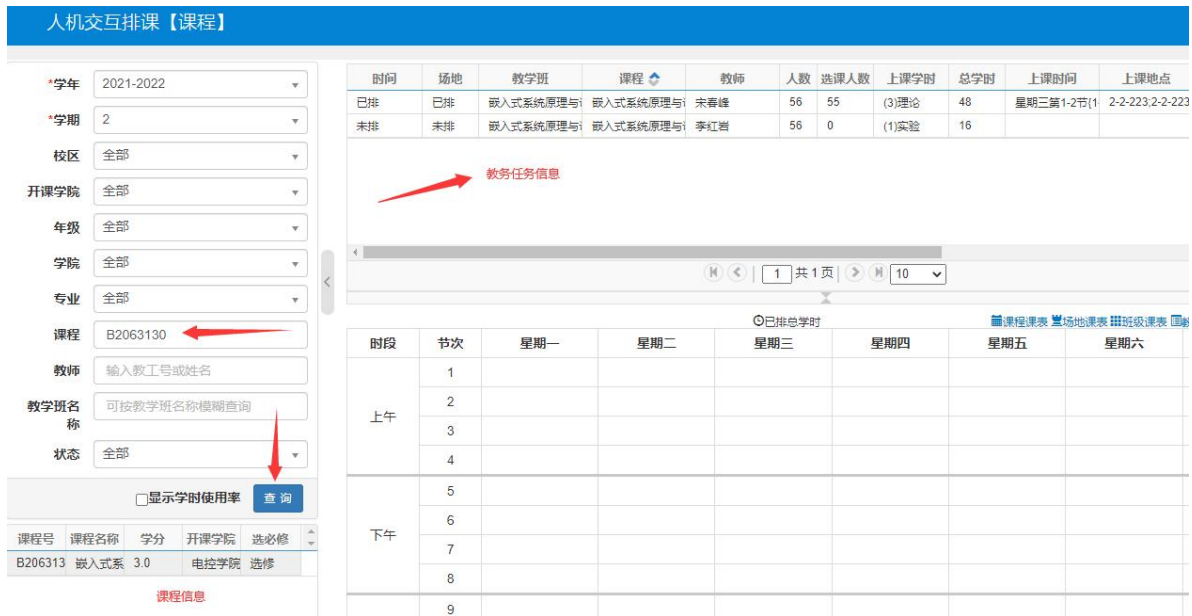 人机交互排课【课程】
*学年 2021-2022
*学期 2
校区 全部
开课学院 全部
年级 全部
学院 全部
专业 全部
课程 B2063130
教师 输入教工号或姓名
教学班名称 可按教学班名称模糊查询
状态 全部
显示学时使用率 查 询
课程号 课程名称 学分 开课学院 选必修
B206313 嵌入式系 3.0 电控学院 选修
课程信息
时间 场地 教学班 课程 教师 人数 选课人数 上课学时 总学时 上课时间 上课地点
已排 已排 嵌入式系统原理与 嵌入式系统原理与 宋春峰 56 55 (3)理论 48 星期三第1-2节{1- 2-2-223;2-2-223
未排 未排 嵌入式系统原理与 嵌入式系统原理与 李红岩 56 0 (1)实验 16
教务任务信息
1 共 1 页 10
已排总学时 课程课表 场地课表 班级课表
时段 节次 星期一 星期二 星期三 星期四 星期五 星期六
上午
1
2
3
4
下午
5
6
7
8
9